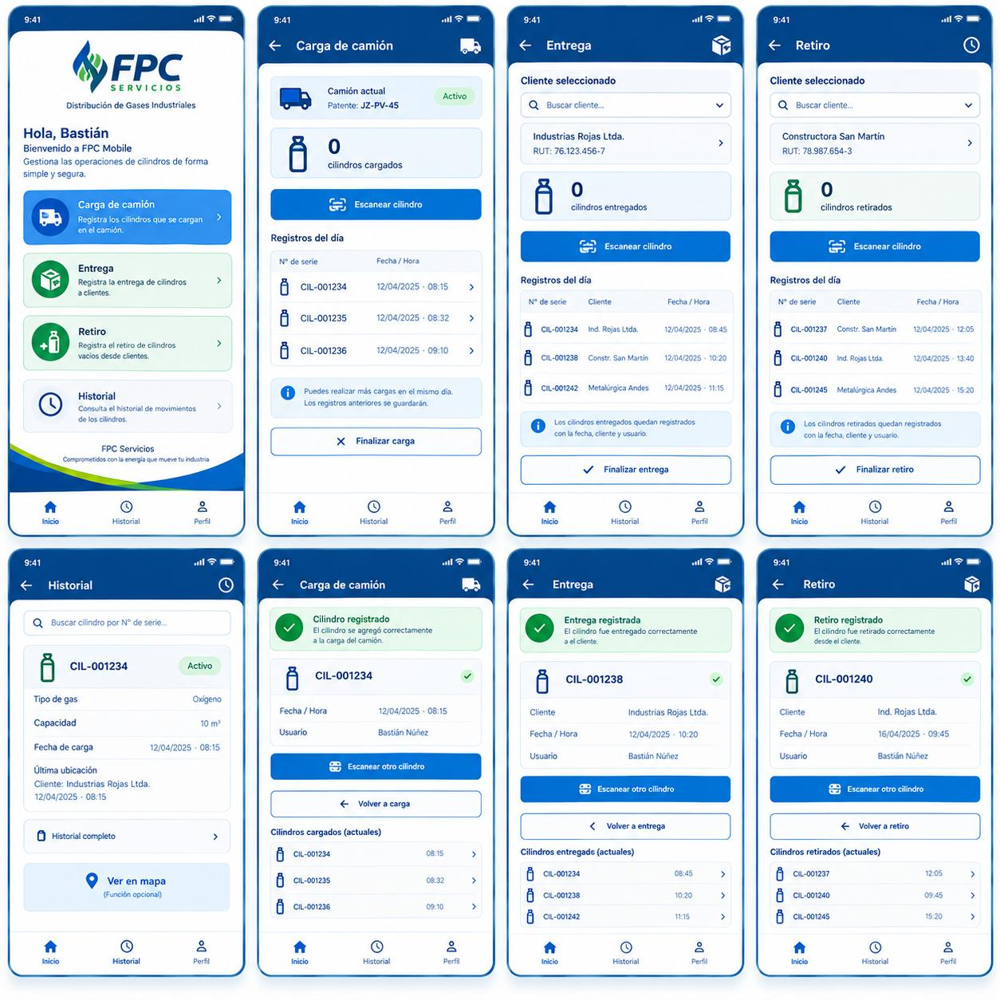 9:41
FPC
SERVICIOS
Distribución de Gases Industriales
Hola, Bastián
Bienvenido a FPC Mobile
Gestiona las operaciones de cilindros de forma
simple y segura.
Carga de camión
Registra los cilindros que se cargan
en el camión.
Entrega
Registra la entrega de cilindros
a clientes.
Retiro
Registra el retiro de cilindros
vacíos desde clientes.
Historial
Consulta el historial de movimientos
de los cilindros.
FPC Servicios
Comprometidos con la energía que mueve tu industria
Inicio Historial Perfil
9:41
Carga de camión
Camión actual
Patente: JZ-PV-45
Activo
0
cilindros cargados
Escanear cilindro
Registros del día
N° de serie Fecha / Hora
CIL-001234 12/04/2025 · 08:15
CIL-001235 12/04/2025 · 08:32
CIL-001236 12/04/2025 · 09:10
Puedes realizar más cargas en el mismo día.
Los registros anteriores se guardarán.
Finalizar carga
Inicio Historial Perfil
9:41
Entrega
Cliente seleccionado
Buscar cliente...
Industrias Rojas Ltda.
RUT: 76.123.456-7
0
cilindros entregados
Escanear cilindro
Registros del día
N° de serie Cliente Fecha / Hora
CIL-001234 Ind. Rojas Ltda. 12/04/2025 · 08:45
CIL-001238 Constr. San Martín 12/04/2025 · 10:20
CIL-001242 Metalúrgica Andes 12/04/2025 · 11:15
Los cilindros entregados quedan registrados
con la fecha, cliente y usuario.
Finalizar entrega
Inicio Historial Perfil
9:41
Retiro
Cliente seleccionado
Buscar cliente...
Constructora San Martín
RUT: 78.987.654-3
0
cilindros retirados
Escanear cilindro
Registros del día
N° de serie Cliente Fecha / Hora
CIL-001237 Constr. San Martín 12/04/2025 · 12:05
CIL-001240 Ind. Rojas Ltda. 12/04/2025 · 13:40
CIL-001245 Metalúrgica Andes 12/04/2025 · 15:20
Los cilindros retirados quedan registrados
con la fecha, cliente y usuario.
Finalizar retiro
Inicio Historial Perfil
9:41
Historial
Buscar cilindro por N° de serie...
CIL-001234 Activo
Tipo de gas Oxígeno
Capacidad 10 m³
Fecha de carga 12/04/2025 · 08:15
Última ubicación
Cliente: Industrias Rojas Ltda.
12/04/2025 · 08:15
Historial completo
Ver en mapa
(Función opcional)
Inicio Historial Perfil
9:41
Carga de camión
Cilindro registrado
El cilindro se agregó correctamente
a la carga del camión.
CIL-001234
Fecha / Hora 12/04/2025 · 08:15
Usuario Bastián Núñez
Escanear otro cilindro
Volver a carga
Cilindros cargados (actuales)
CIL-001234 08:15
CIL-001235 08:32
CIL-001236 09:10
Inicio Historial Perfil
9:41
Entrega
Entrega registrada
El cilindro fue entregado correctamente
a el cliente.
CIL-001238
Cliente Industrias Rojas Ltda.
Fecha / Hora 12/04/2025 · 10:20
Usuario Bastián Núñez
Escanear otro cilindro
Volver a entrega
Cilindros entregads (actuales)
CIL-001234 08:45
CIL-001238 10:20
CIL-001242 11:15
Inicio Historial Perfil
9:41
Retiro
Retiro registrado
El cilindro fue retirado correctamente
desde el cliente.
CIL-001240
Cliente Ind. Rojas Ltda.
Fecha / Hora 16/04/2025 · 09:45
Usuario Bastián Núñez
Escanear otro cilindro
Volver a retiro
Cilindros retirados (actuales)
CIL-001237 12:05
CIL-001240 09:45
CIL-001245 15:20
Inicio Historial Perfil